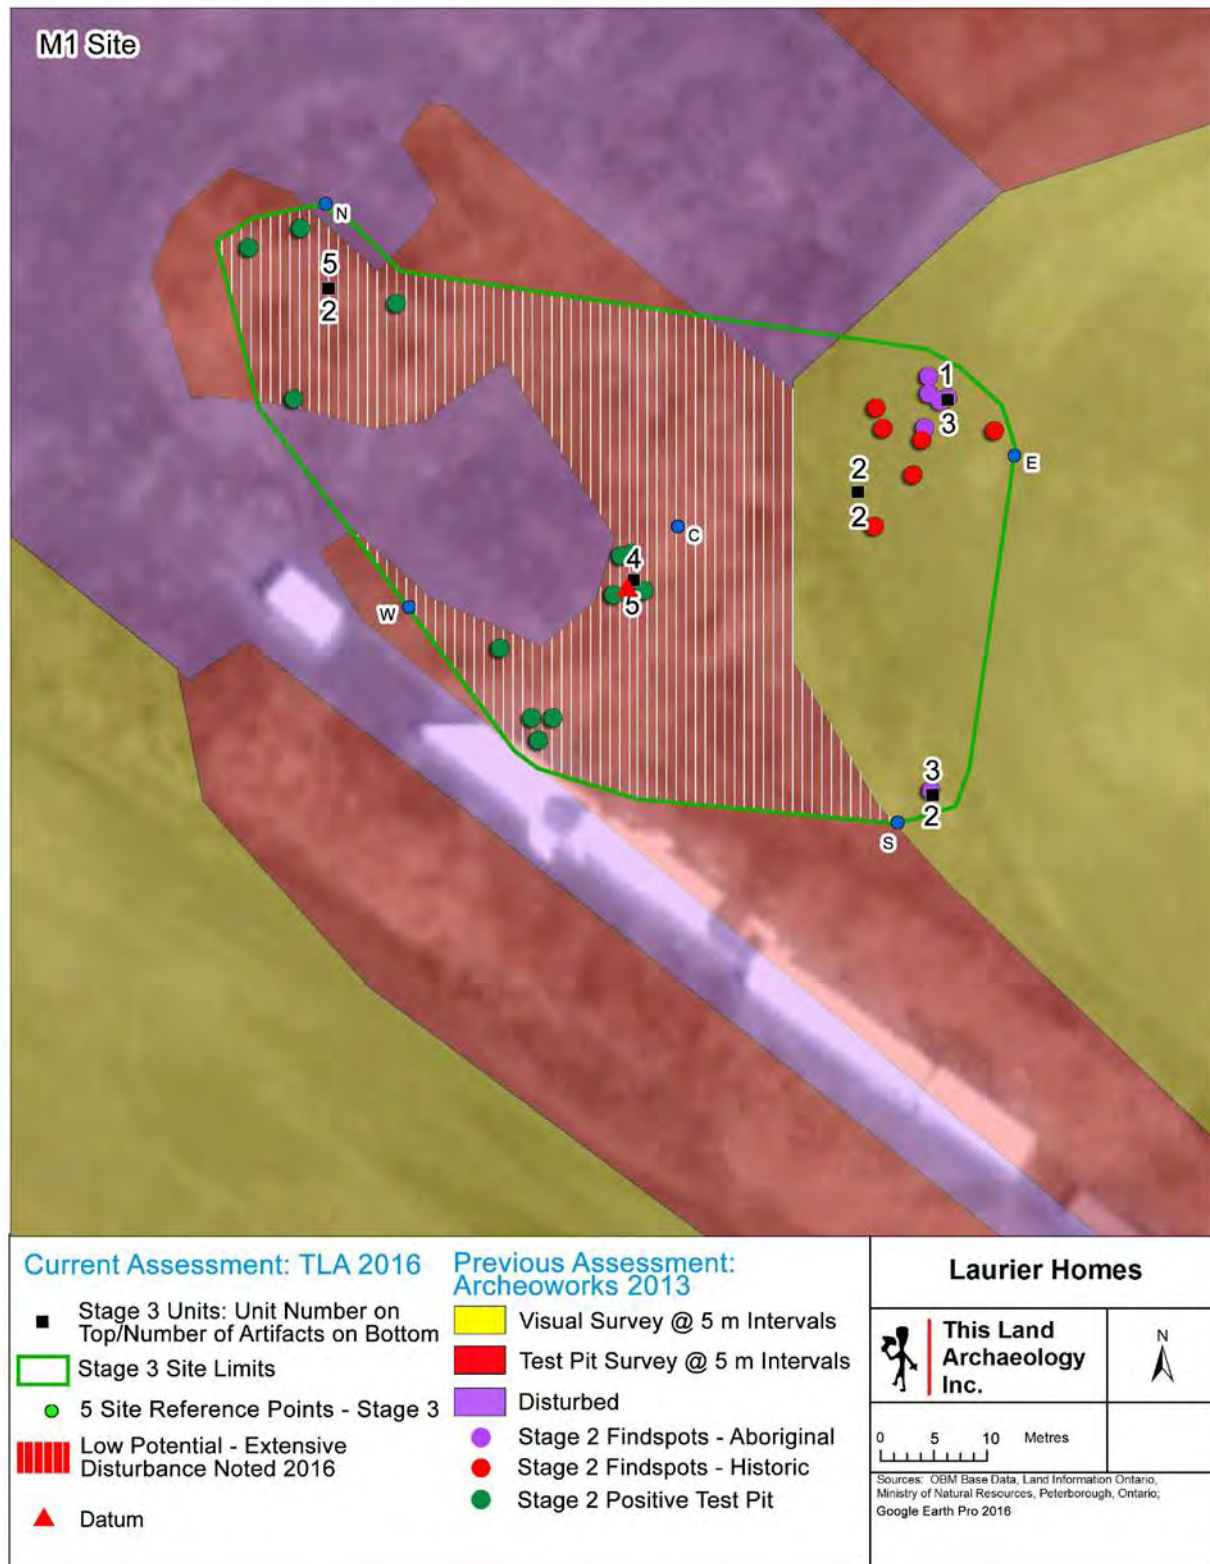 M1 Site
N
5
2
1
3
E
2
2
C
4
5
W
3
2
S
Current Assessment: TLA 2016
Stage 3 Units: Unit Number on
Top/Number of Artifacts on Bottom
Stage 3 Site Limits
5 Site Reference Points - Stage 3
Low Potential - Extensive
Disturbance Noted 2016
Datum
Previous Assessment:
Archeoworks 2013
Visual Survey @ 5 m Intervals
Test Pit Survey @ 5 m Intervals
Disturbed
Stage 2 Findspots - Aboriginal
Stage 2 Findspots - Historic
Stage 2 Positive Test Pit
Laurier Homes
This Land
Archaeology
Inc.
N
0 5 10 Metres
Sources: OBM Base Data, Land Information Ontario,
Ministry of Natural Resources, Peterborough, Ontario;
Google Earth Pro 2016